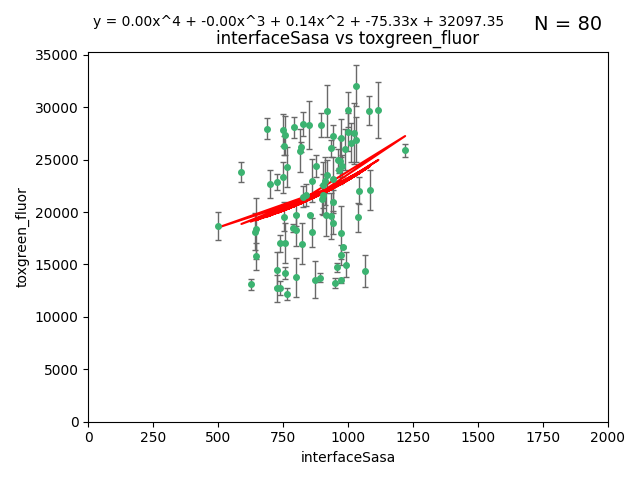 y = 0.00x^4 + -0.00x^3 + 0.14x^2 + -75.33x + 32097.35
N = 80
interfaceSasa vs toxgreen_fluor
35000
30000
25000
20000
15000
10000
5000
0
toxgreen_fluor
0 250 500 750 1000 1250 1500 1750 2000
interfaceSasa